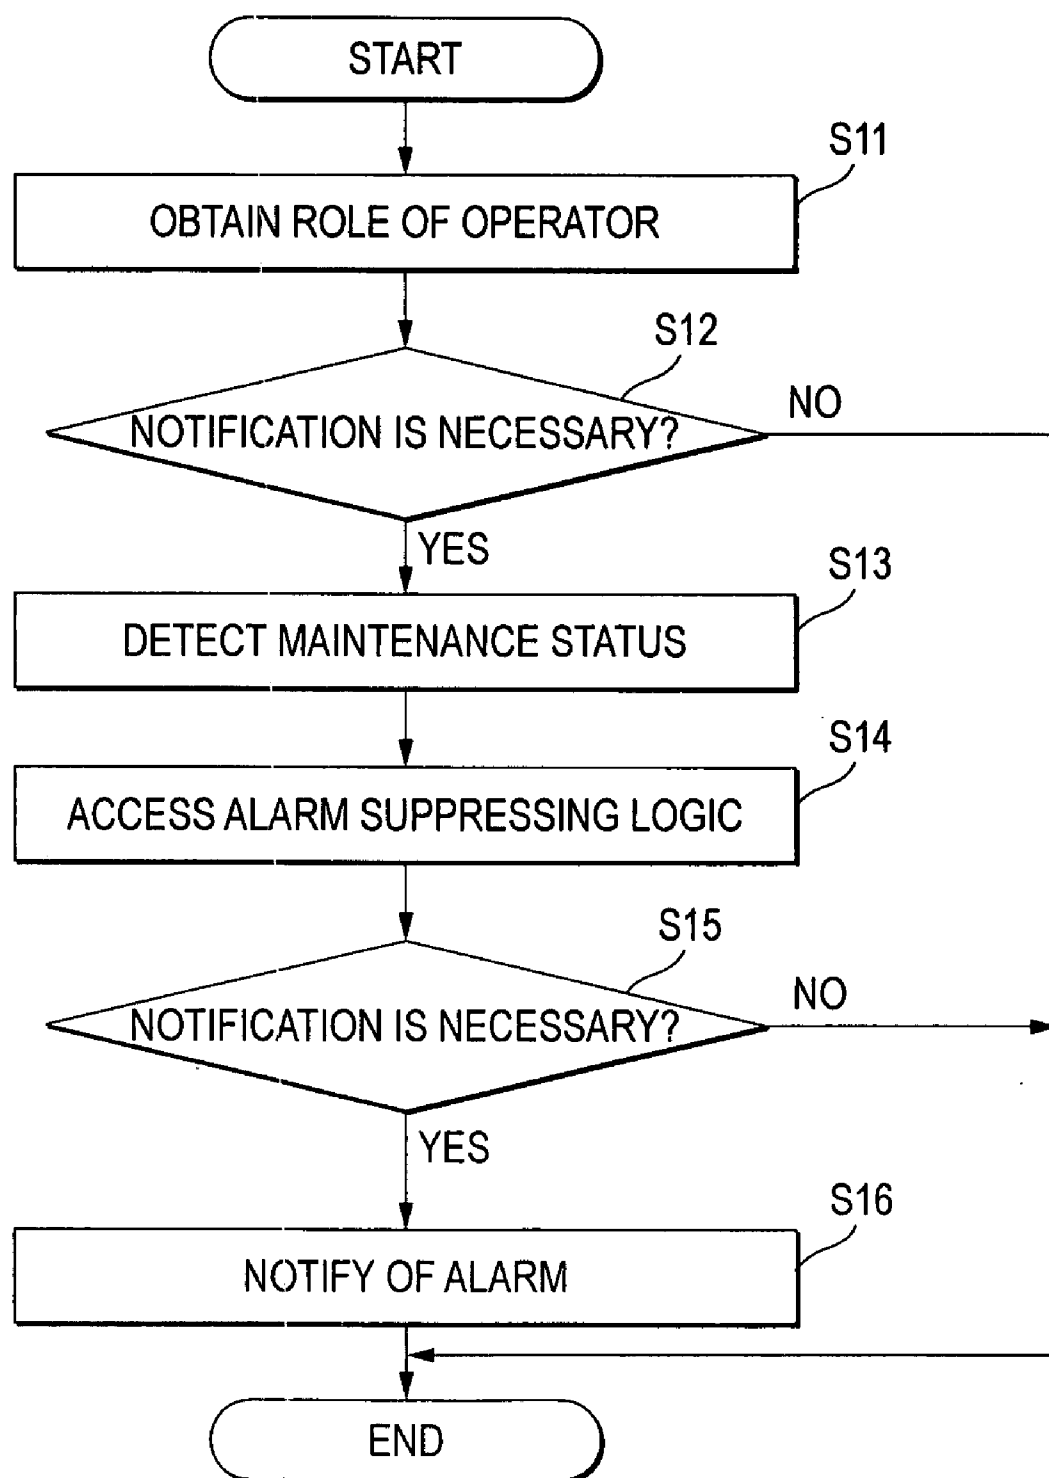 START
S11
OBTAIN ROLE OF OPERATOR
S12
NOTIFICATION IS NECESSARY?
NO
YES
S13
DETECT MAINTENANCE STATUS
S14
ACCESS ALARM SUPPRESSING LOGIC
S15
NOTIFICATION IS NECESSARY?
NO
YES
S16
NOTIFY OF ALARM
END